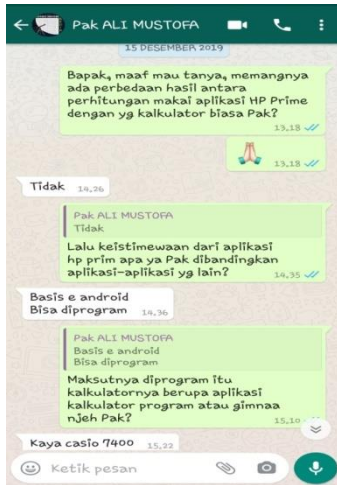 Pak ALI MUSTOFA
15 DESEMBER 2019
Bapak, maaf mau tanya, memangnya
ada perbedaan hasil antara
perhitungan makai aplikasi HP Prime
dengan yg kalkulator biasa Pak?
13.18
13.18
Tidak 14.26
Pak ALI MUSTOFA
Tidak
Lalu keistimewaan dari aplikasi
hp prim apa ya Pak dibandingkan
aplikasi-aplikasi yg lain?
14.35
Basis e android
Bisa diprogram 14.36
Pak ALI MUSTOFA
Basis e android
Bisa diprogram
Maksutnya diprogram itu
kalkulatornya berupa aplikasi
kalkulator program atau gimnaa
njeh Pak?
15.10
Kaya casio 7400 15.22
Ketik pesan